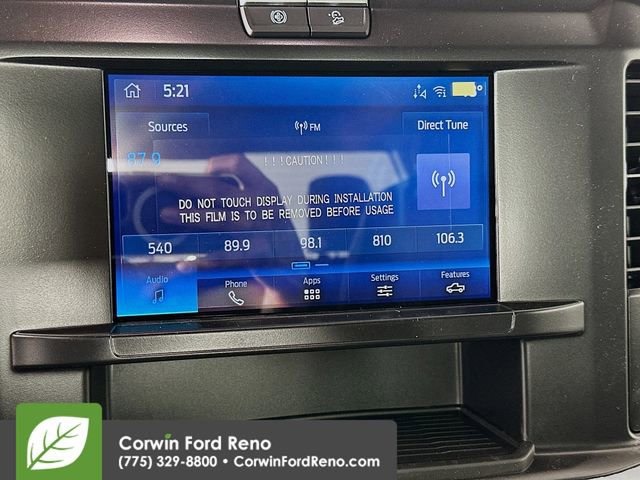 5:21
Sources
FM
Direct Tune
87.9
!!!CAUTION!!!
DO NOT TOUCH DISPLAY DURING INSTALLATION
THIS FILM IS TO BE REMOVED BEFORE USAGE
540 89.9 98.1 810 106.3
Audio Phone Apps Settings Features
Corwin Ford Reno
(775) 329-8800 • CorwinFordReno.com